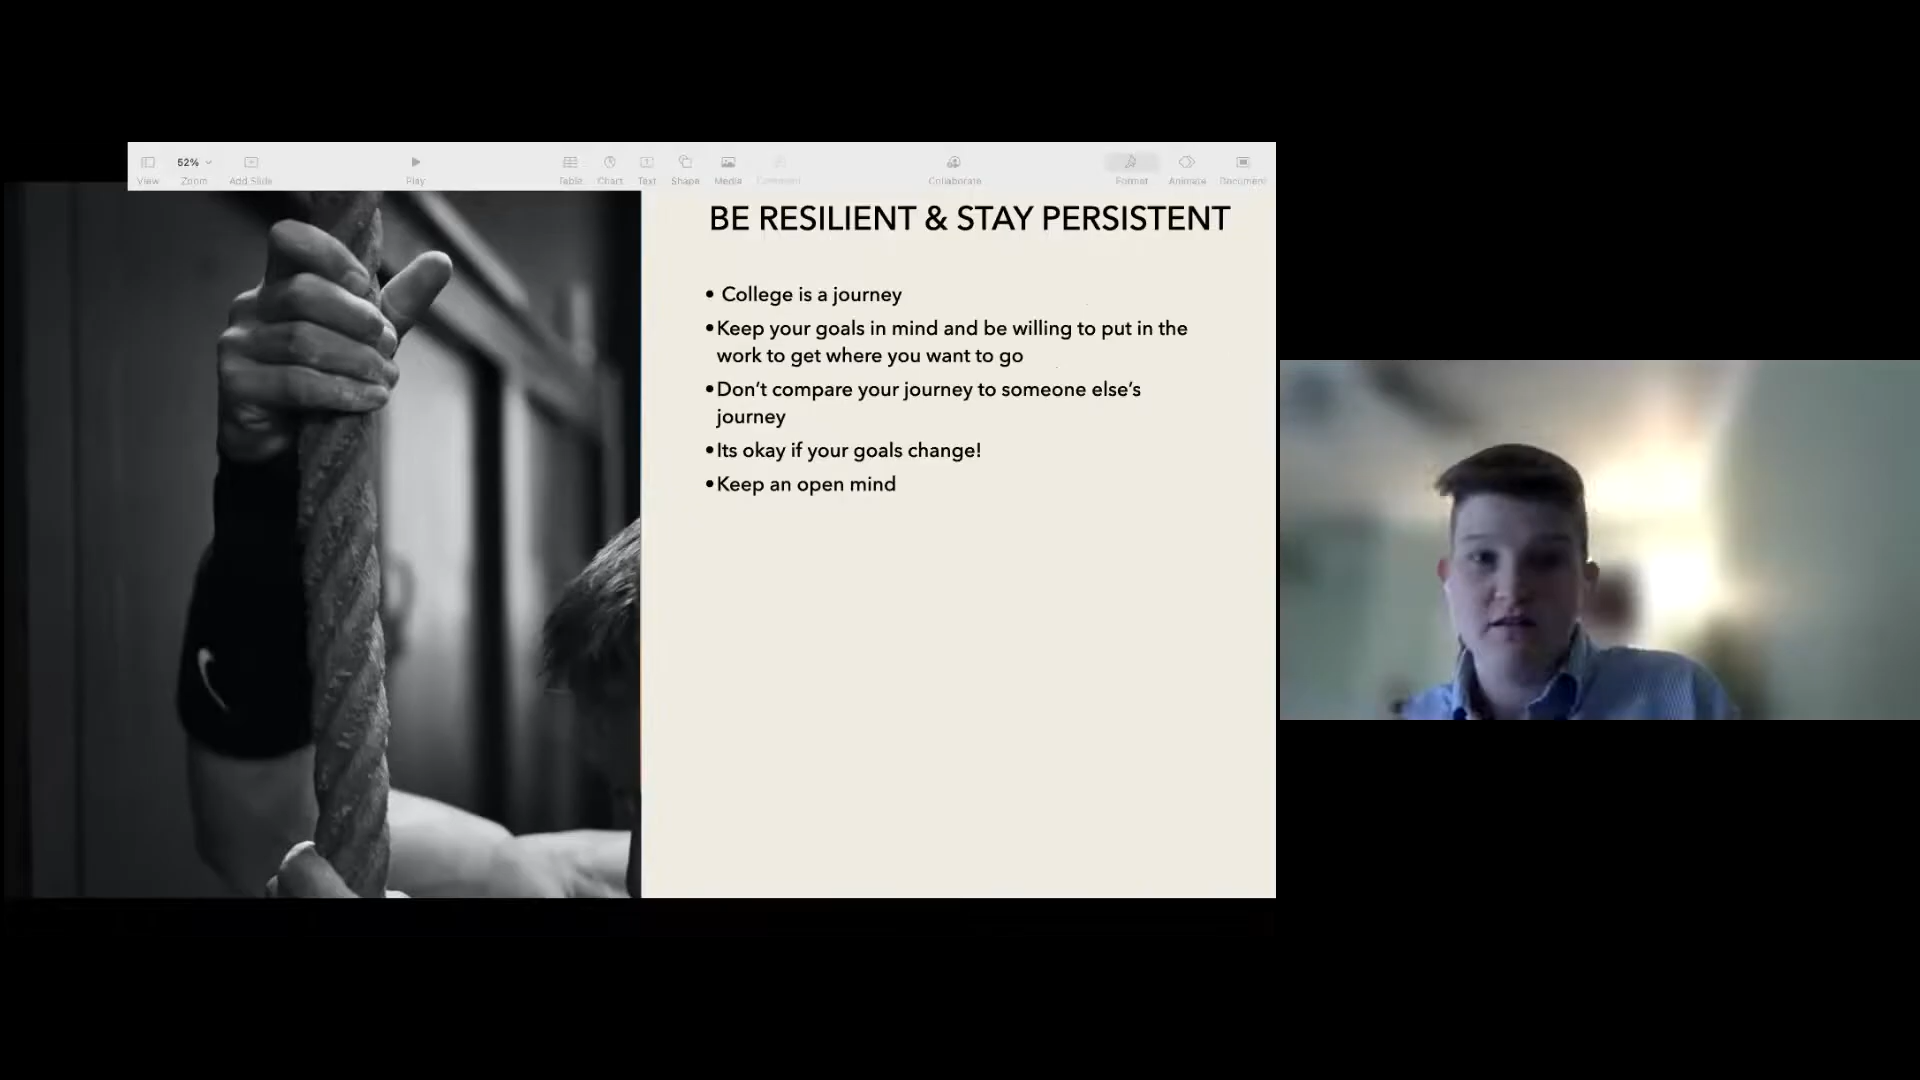 52%
View Zoom Add Slide Play Table Chart Text Shape Media Comment Collaborate Format Animate Document
BE RESILIENT & STAY PERSISTENT
• College is a journey
• Keep your goals in mind and be willing to put in the
work to get where you want to go
• Don’t compare your journey to someone else’s
journey
• Its okay if your goals change!
• Keep an open mind